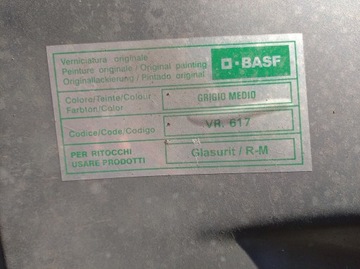 Verniciatura originale
Peinture originale / Original painting
Originallackierung / Pintado original
BASF
Colore/Teinte/Colour
Farbton/Color
GRIGIO MEDIO
Codice/Code/Codigo
VR. 617
PER RITOCCHI
USARE PRODOTTI
Glasurit / R-M